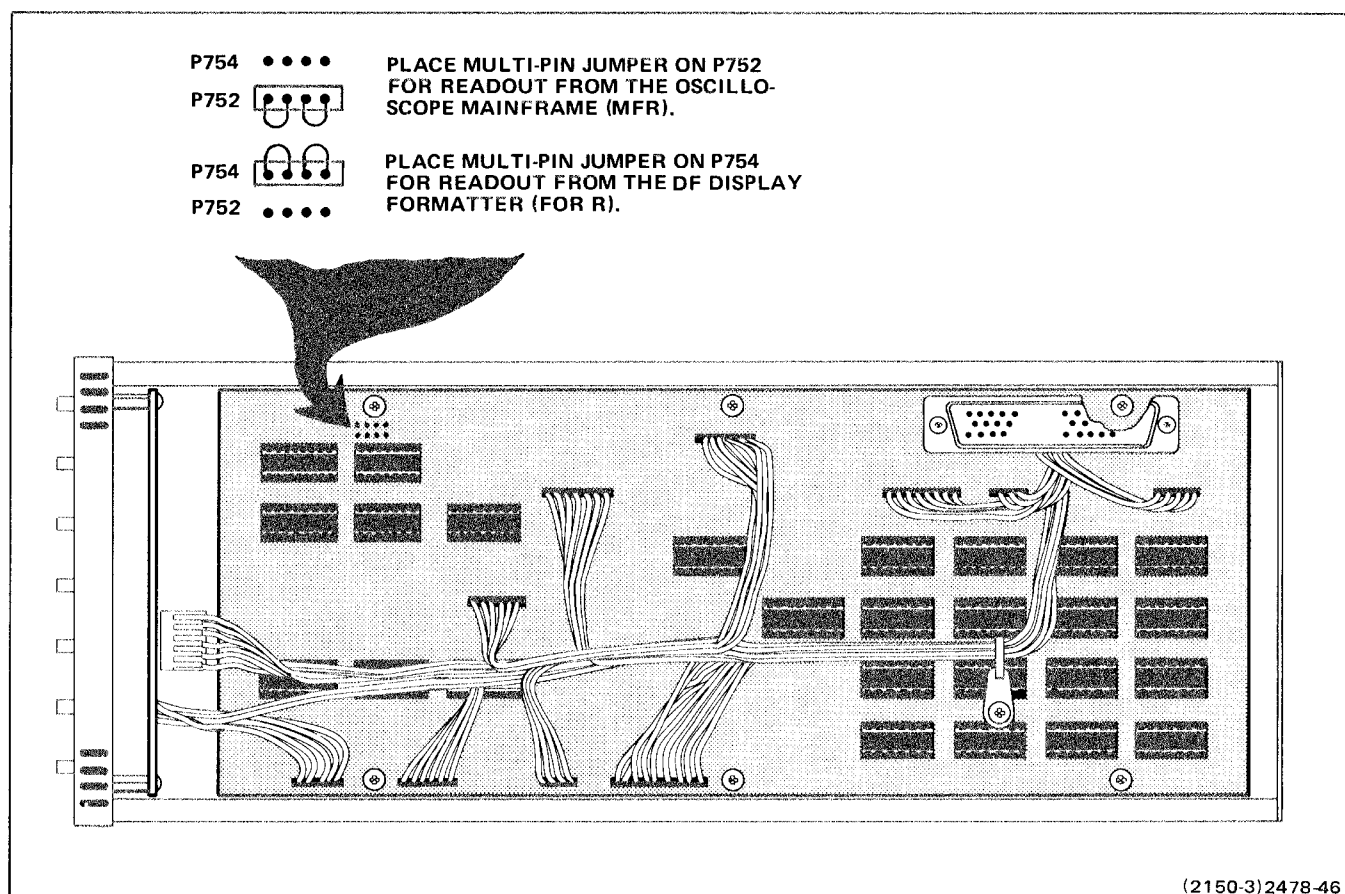 P754
PLACE MULTI-PIN JUMPER ON P752
FOR READOUT FROM THE OSCILLO-
SCOPE MAINFRAME (MFR).
P752
P754
PLACE MULTI-PIN JUMPER ON P754
FOR READOUT FROM THE DF DISPLAY
FORMATTER (FOR R).
P752
(2150-3)2478-46